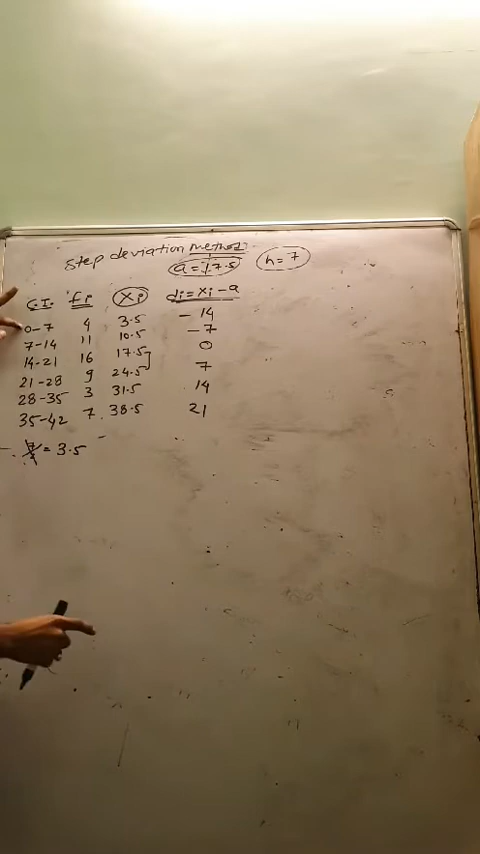 Step deviation method:
a = 17.5 h = 7
C.I. fi xi di = xi - a
0-7 4 3.5 - 14
7-14 11 10.5 - 7
14-21 16 17.5 0
21-28 9 24.5 7
28-35 3 31.5 14
35-42 7 38.5 21
= 3.5